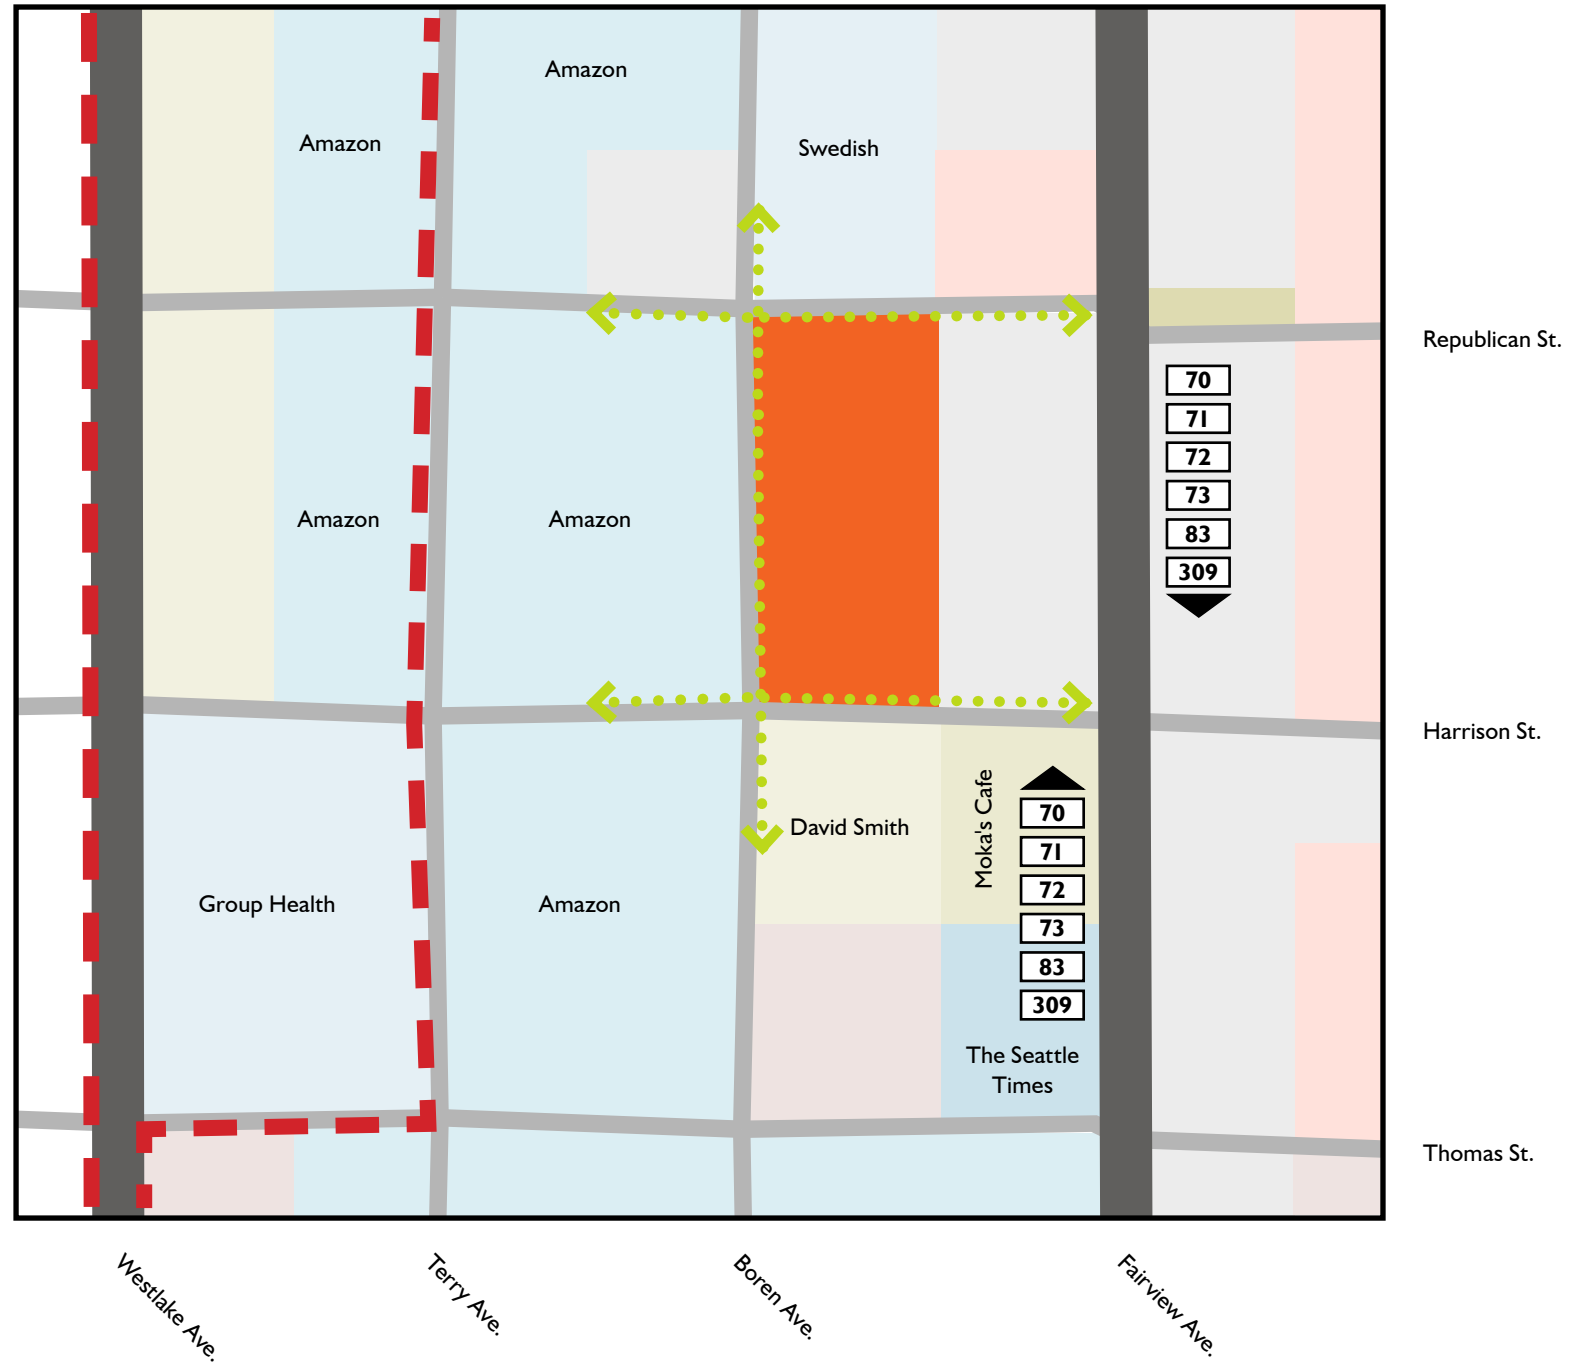 Amazon
Amazon
Swedish
Republican St.
70
71
72
73
83
309
Amazon
Amazon
Harrison St.
David Smith
Moka's Cafe
70
71
72
73
83
309
Group Health
Amazon
The Seattle
Times
Thomas St.
Westlake Ave.
Terry Ave.
Boren Ave.
Fairview Ave.